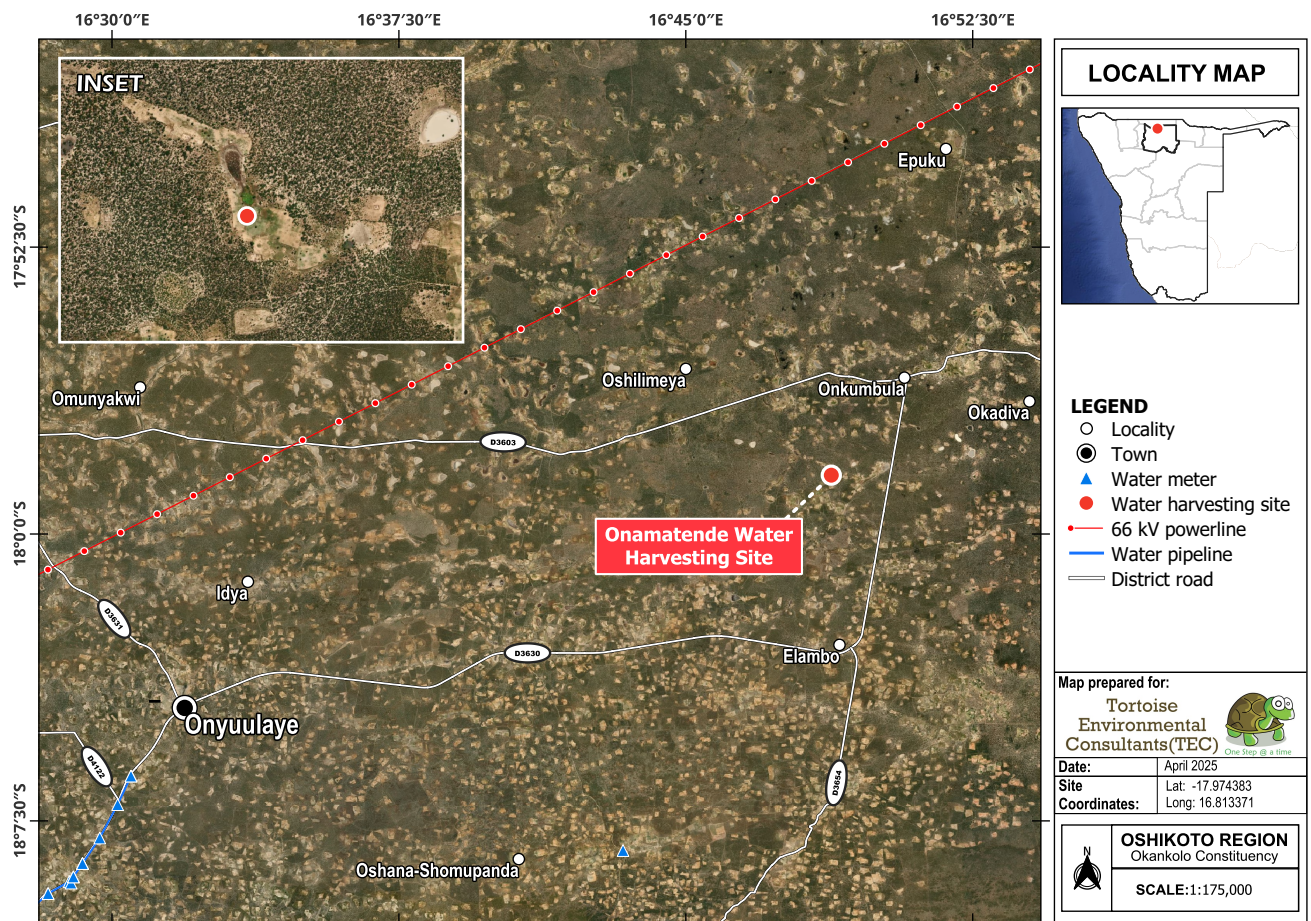 16°30′0″E
16°37′30″E
16°45′0″E
16°52′30″E
17°52′30″S
18°0′0″S
18°7′30″S
INSET
Epuku
Omunyakwi
Oshilimeya
Onkumbula
Okadiva
D3603
Onamatende Water
Harvesting Site
Idya
D3631
D3630
Elambo
Onyuulaye
D4122
D3654
Oshana-Shomupanda
LOCALITY MAP
LEGEND
Locality
Town
Water meter
Water harvesting site
66 kV powerline
Water pipeline
District road
Map prepared for:
Tortoise
Environmental
Consultants(TEC)
One Step @ a time
Date:
April 2025
Site
Coordinates:
Lat: -17.974383
Long: 16.813371
N
OSHIKOTO REGION
Okankolo Constituency
SCALE:1:175,000